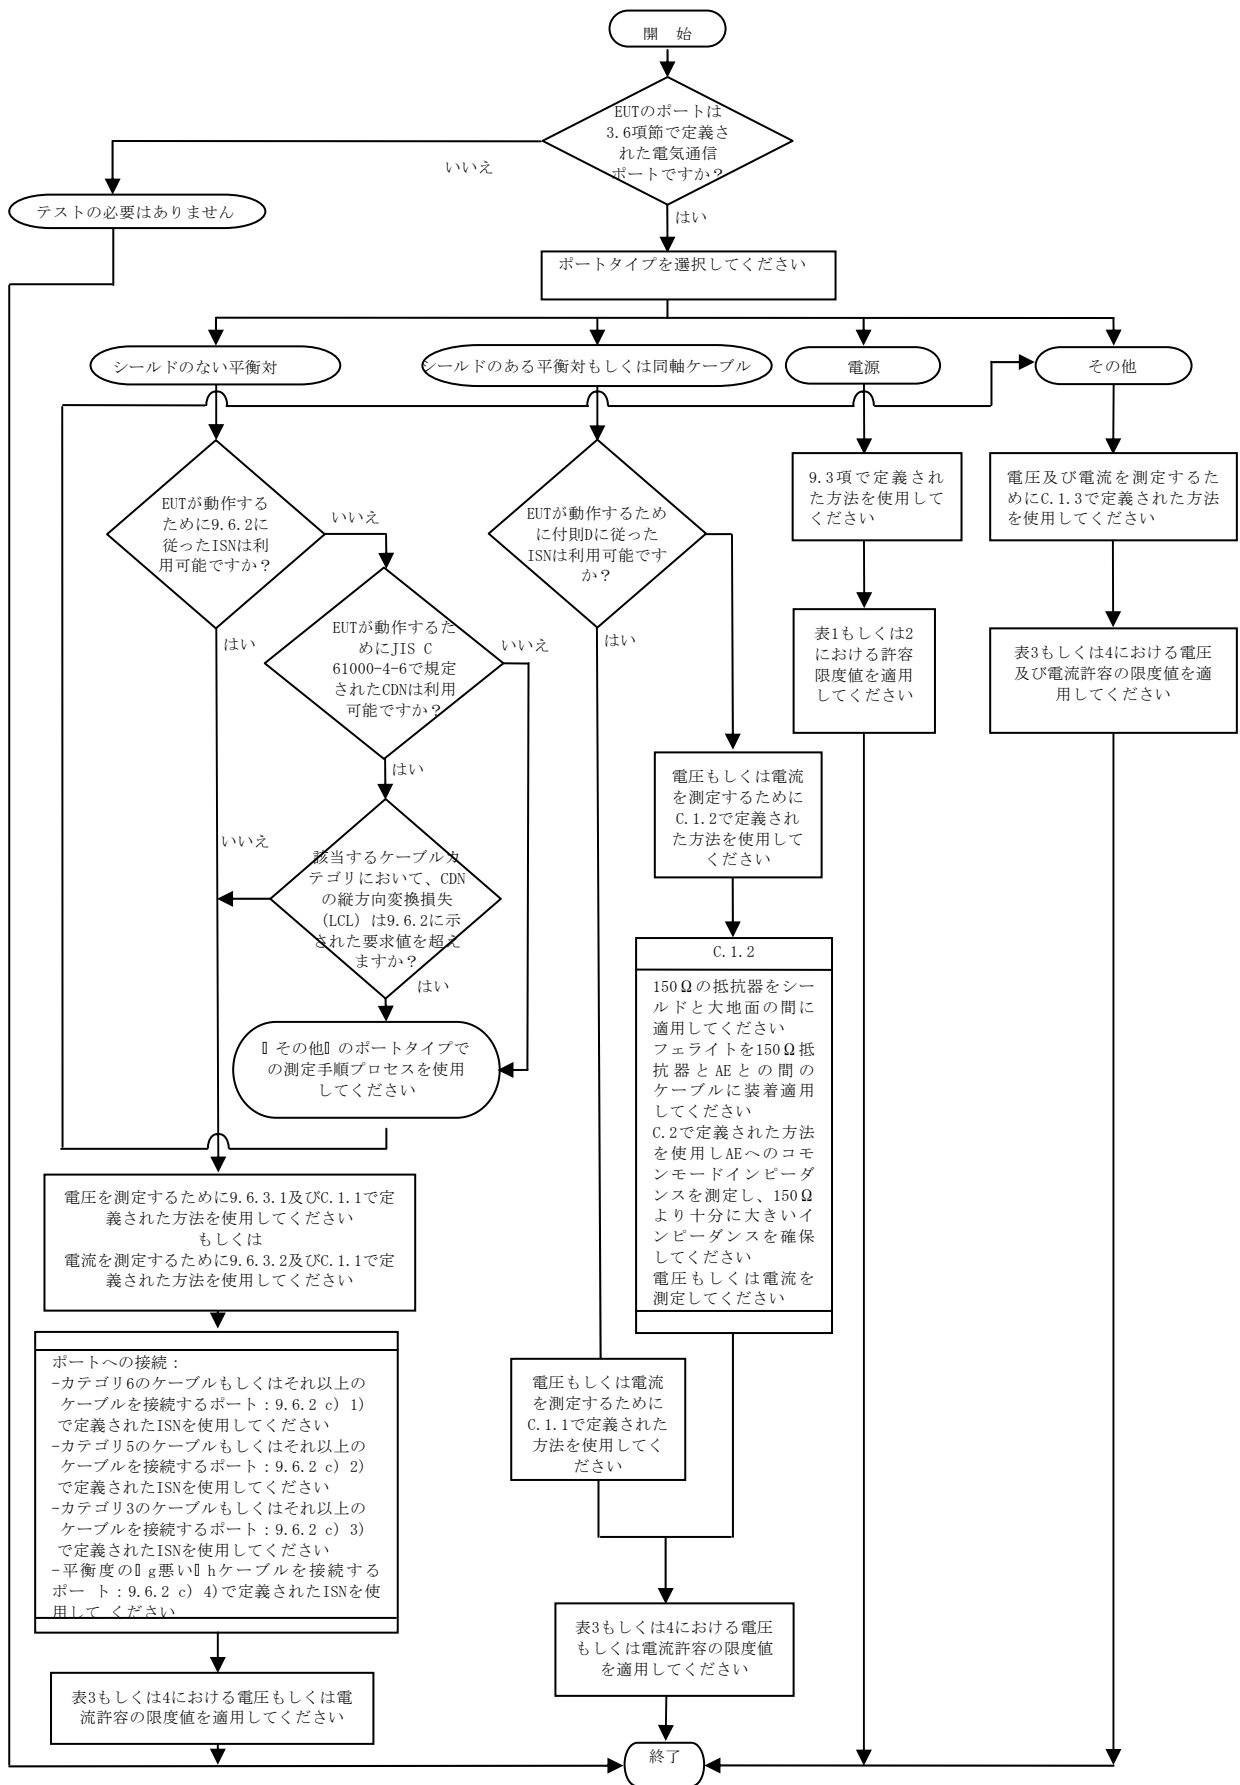 開 始
EUTのポートは
3.6項節で定義さ
れた電気通信
ポートですか？
いいえ
テストの必要はありません
はい
ポートタイプを選択してください
シールドのない平衡対
シールドのある平衡対もしくは同軸ケーブル
電源
その他
EUTが動作する
ために9.6.2に
従ったISNは利
用可能ですか？
いいえ
はい
EUTが動作するた
めにJIS C
61000-4-6で規定
されたCDNは利用
可能ですか？
いいえ
はい
該当するケーブルカ
テゴリにおいて、CDN
の縦方向変換損失
（LCL）は9.6.2に示
された要求値を超え
ますか？
いいえ
はい
その他 のポートタイプで
の測定手順プロセスを使用
してください
EUTが動作するため
に付則Dに従った
ISNは利用可能です
か？
はい
9.3項で定義され
た方法を使用して
ください
電圧及び電流を測定するた
めにC.1.3で定義された方法
を使用してください
表1もしくは2
における許容
限度値を適用
してください
表3もしくは4における電圧
及び電流許容の限度値を適
用してください
電圧もしくは電流
を測定するために
C.1.2で定義され
た方法を使用して
ください
C.1.2
150Ωの抵抗器をシー
ルドと大地面の間に
適用してください
フェライトを150Ω抵
抗器とAEとの間の
ケーブルに装着適用
してください
C.2で定義された方法
を使用しAEへのコモ
ンモードインピーダ
ンスを測定し、150Ω
より十分に大きいイ
ンピーダンスを確保
してください
電圧もしくは電流を
測定してください
電圧を測定するために9.6.3.1及びC.1.1で定
義された方法を使用してください
もしくは
電流を測定するために9.6.3.2及びC.1.1で定
義された方法を使用してください
ポートへの接続：
-カテゴリ6のケーブルもしくはそれ以上の
ケーブルを接続するポート：9.6.2 c) 1)
で定義されたISNを使用してください
-カテゴリ5のケーブルもしくはそれ以上の
ケーブルを接続するポート：9.6.2 c) 2)
で定義されたISNを使用してください
-カテゴリ3のケーブルもしくはそれ以上の
ケーブルを接続するポート：9.6.2 c) 3)
で定義されたISNを使用してください
-平衡度の g悪い hケーブルを接続する
ポー ト：9.6.2 c) 4)で定義されたISNを使
用して ください
電圧もしくは電流
を測定するために
C.1.1で定義された
方法を使用してく
ださい
表3もしくは4における電圧
もしくは電流許容の限度値
を適用してください
表3もしくは4における電圧もしくは電
流許容の限度値を適用してください
終了